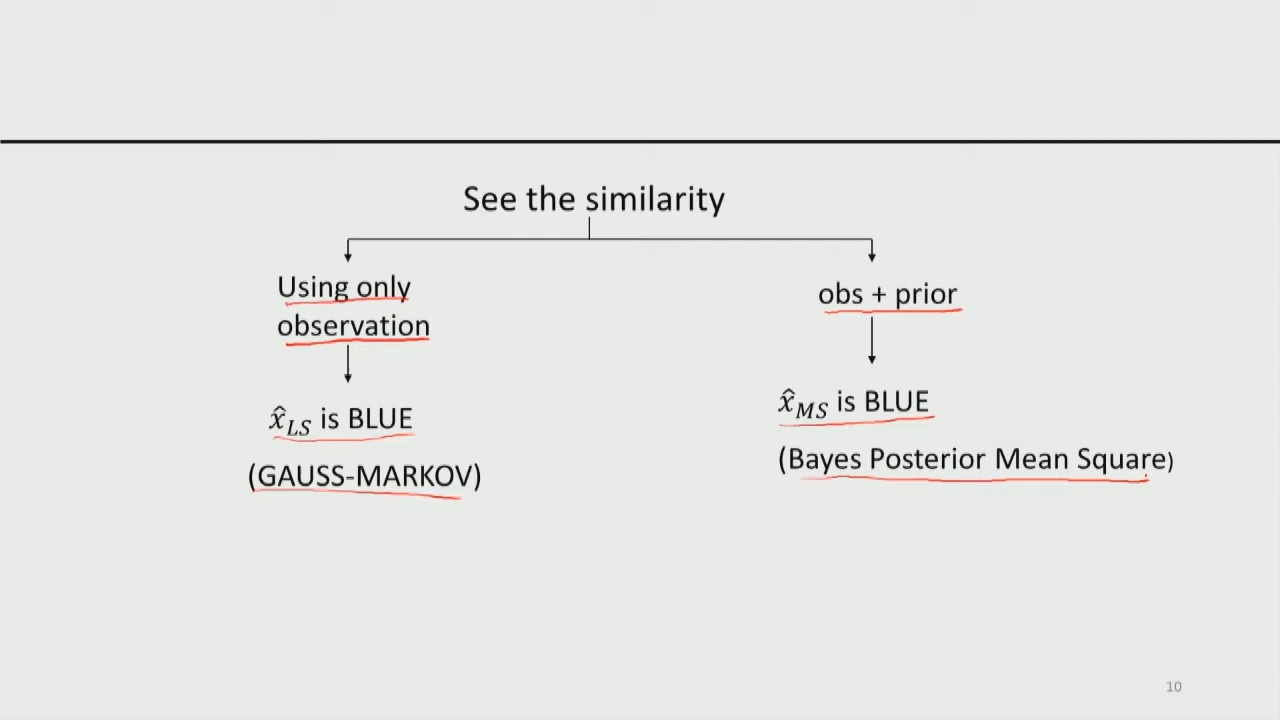 See the similarity
Using only
observation
obs + prior
x̂_LS is BLUE
(GAUSS-MARKOV)
x̂_MS is BLUE
(Bayes Posterior Mean Square)
10